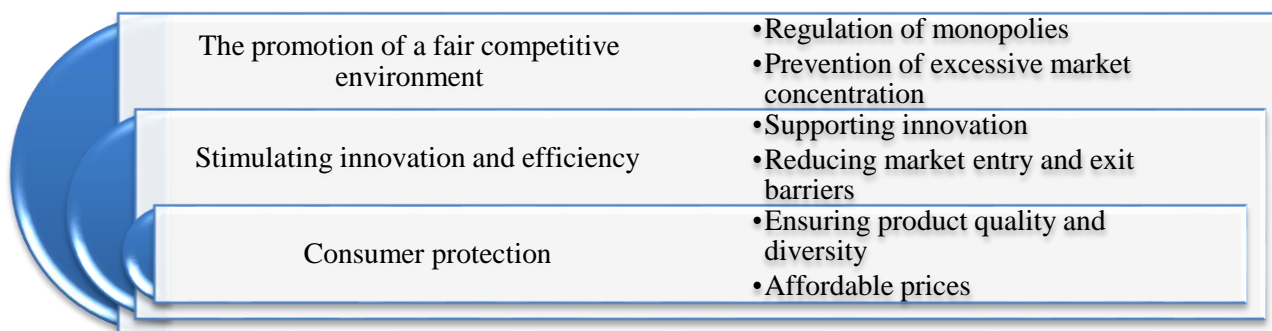 The promotion of a fair competitive
environment
•Regulation of monopolies
•Prevention of excessive market
concentration
Stimulating innovation and efficiency
•Supporting innovation
•Reducing market entry and exit
barriers
Consumer protection
•Ensuring product quality and
diversity
•Affordable prices